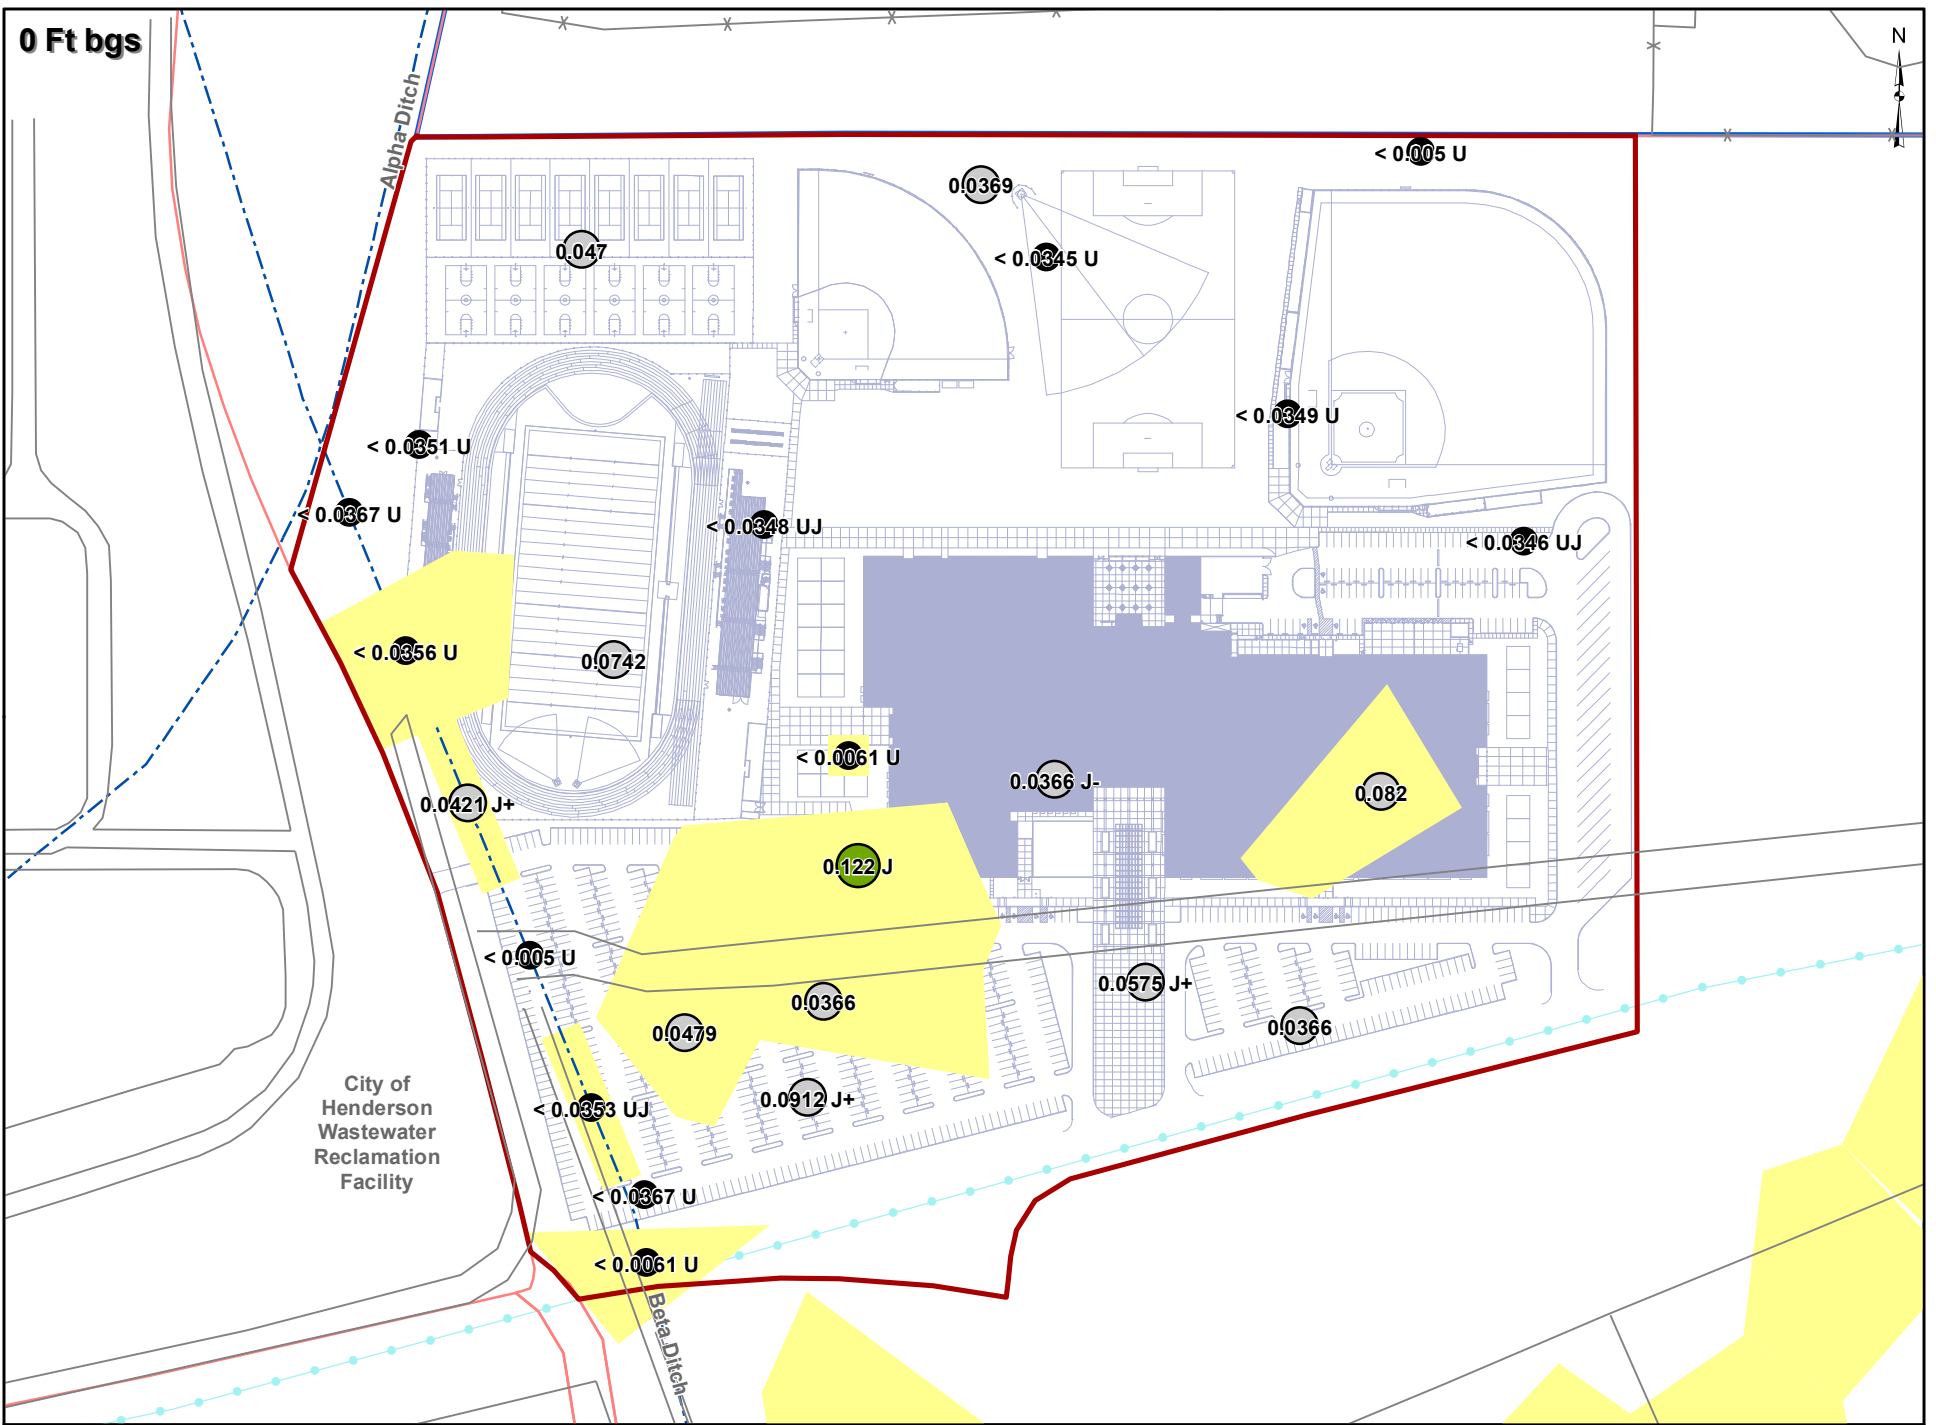 0 Ft bgs
N
Alpha Ditch
< 0.005 U
0.0369
0.047
< 0.0345 U
< 0.0349 U
< 0.0351 U
< 0.0367 U
< 0.0348 UJ
< 0.0346 UJ
< 0.0356 U
0.0742
< 0.0061 U
0.0366 J-
0.082
0.0421 J+
0.122 J
< 0.005 U
0.0575 J+
0.0366
0.0366
0.0479
0.0912 J+
< 0.0353 UJ
City of
Henderson
Wastewater
Reclamation
Facility
< 0.0367 U
< 0.0061 U
Beta Ditch